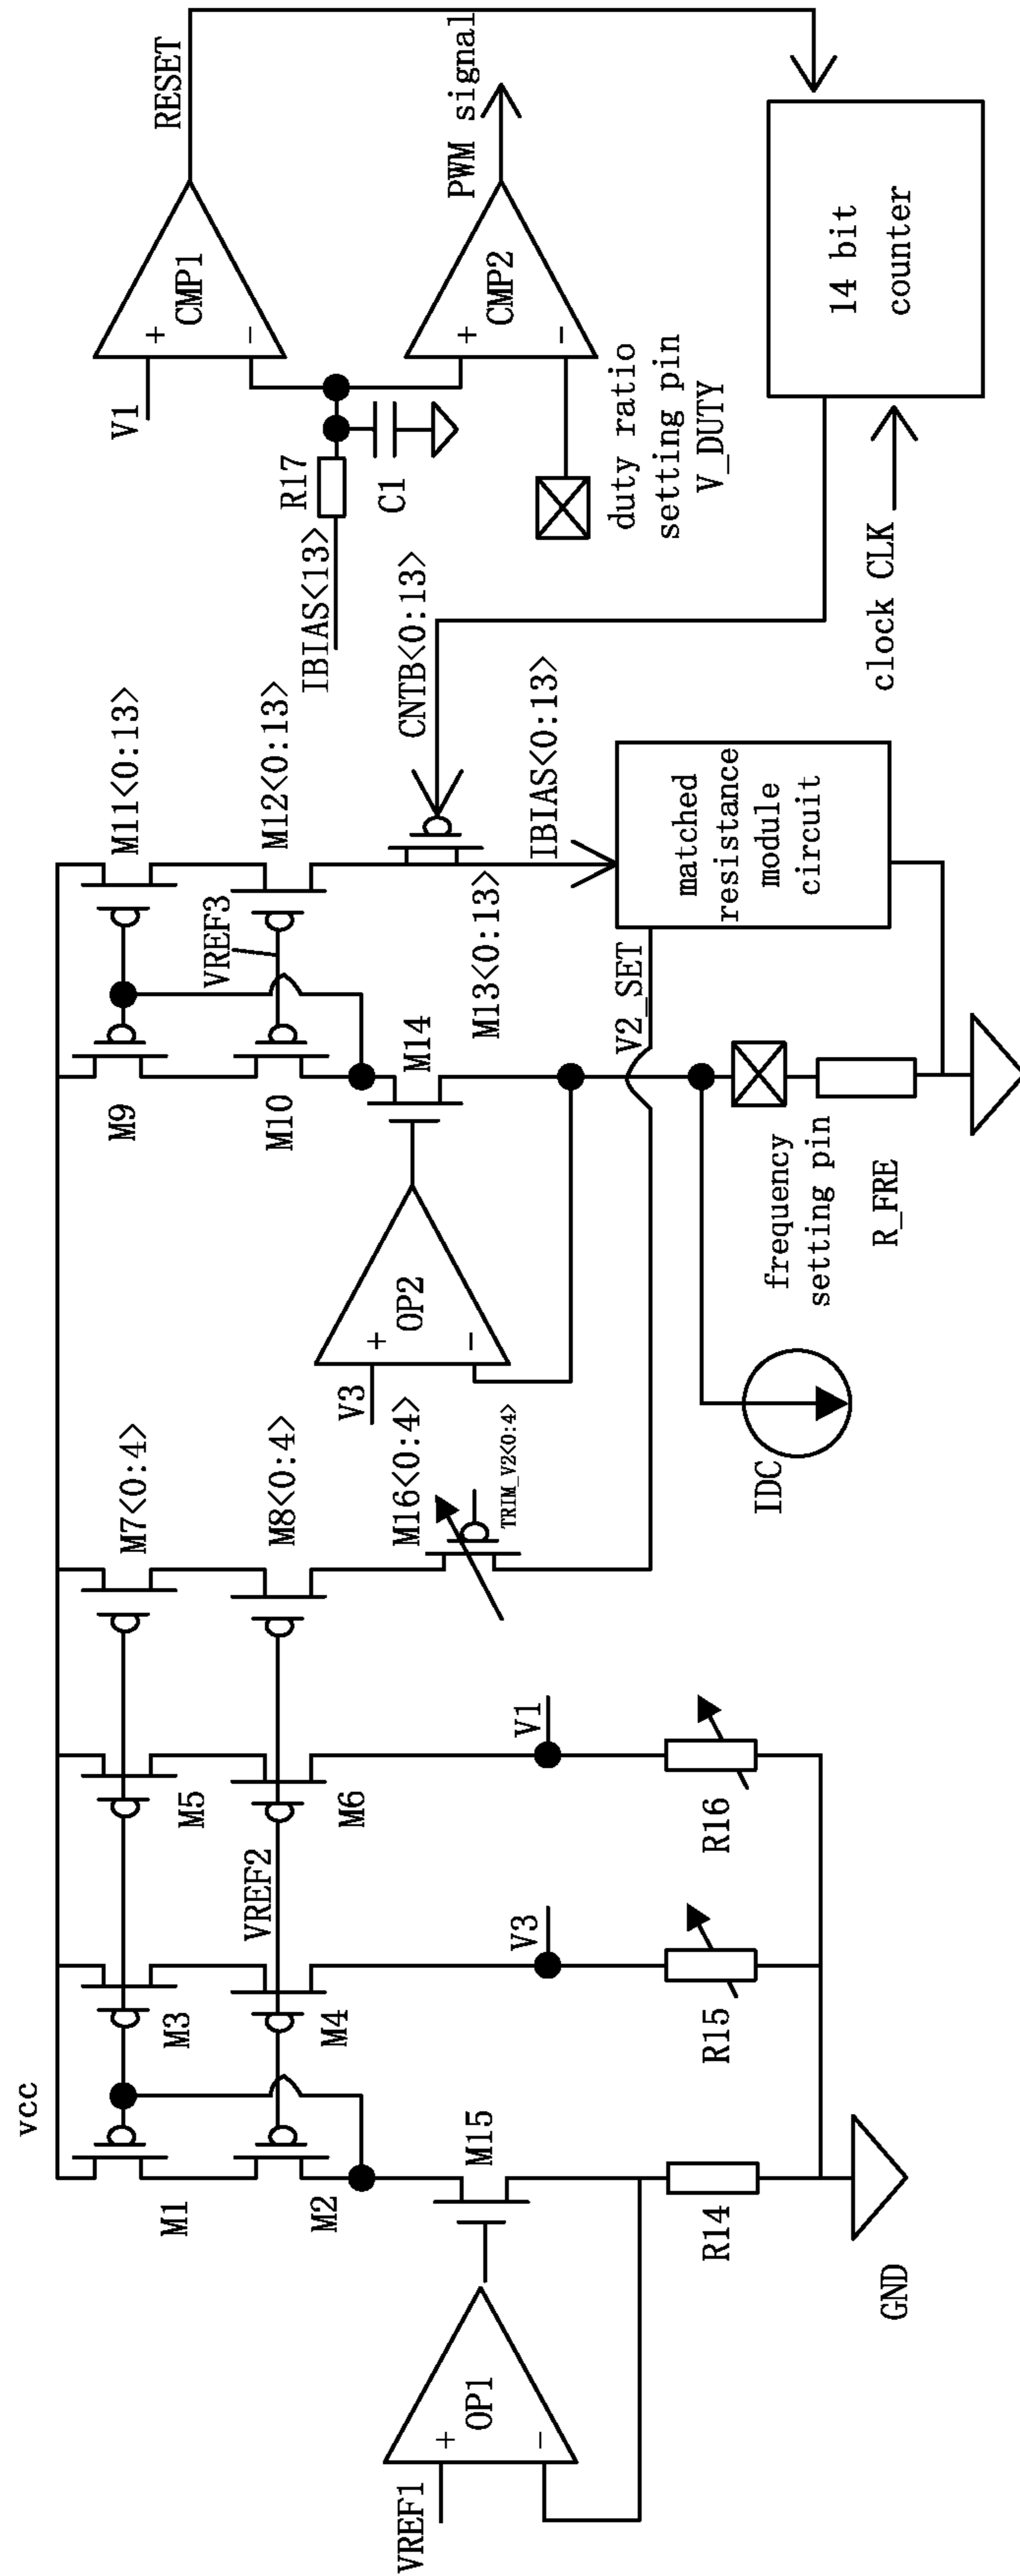 vcc
M1
M2
M3
M4
M5
M6
VREF2
M7<0:4>
M8<0:4>
M16<0:4>
TRIM_V2<0:4>
VREF1
+
-
OP1
M15
R14
GND
V3
R15
V1
R16
M9
M10
VREF3
M11<0:13>
M12<0:13>
V3
+
-
OP2
M14
M13<0:13>
CNTB<0:13>
IBIAS<0:13>
V2_SET
matched
resistance
module
circuit
IDC
frequency
setting pin
R_FRE
IBIAS<13>
R17
C1
V1
+
-
CMP1
RESET
+
-
CMP2
PWM signal
duty ratio
setting pin
V_DUTY
clock CLK
14 bit
counter